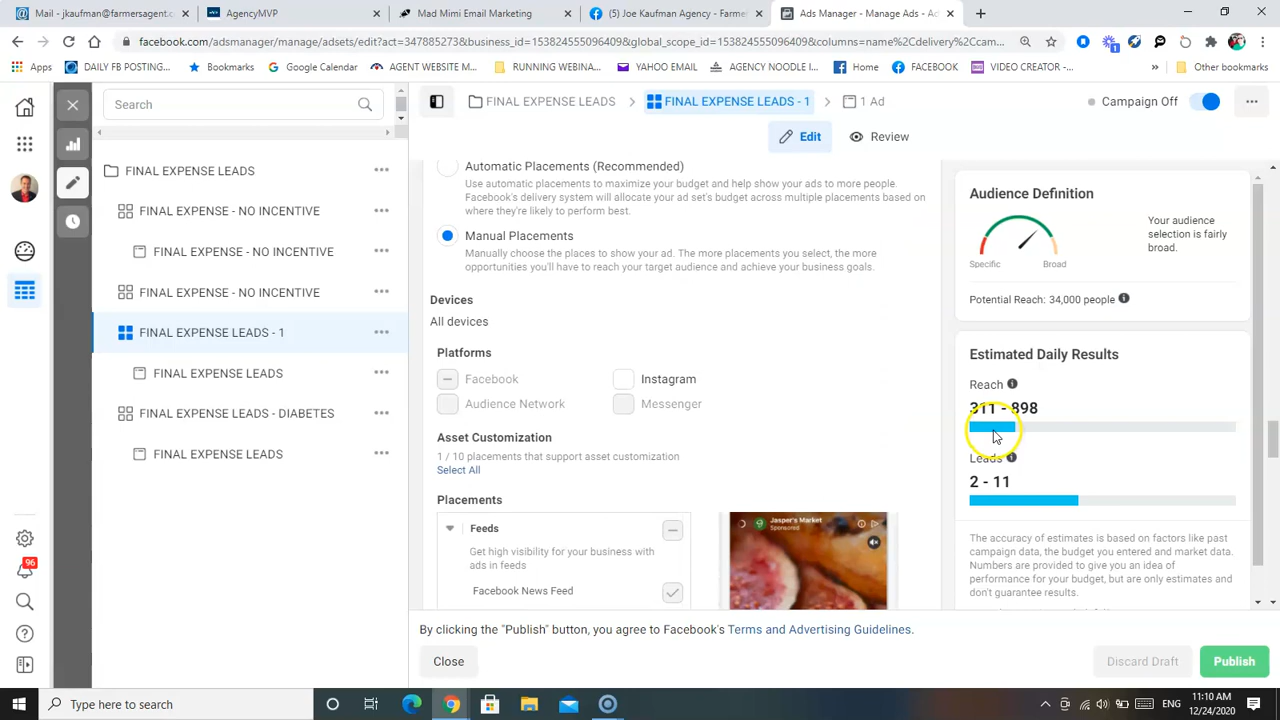 Mail - jkaufman@farmersagent.c
AgencyMVP
Mad Mimi Email Marketing
(5) Joe Kaufman Agency - Farmer
Ads Manager - Manage Ads - Ac
facebook.com/adsmanager/manage/adsets/edit?act=347885273&business_id=153824555096409&global_scope_id=153824555096409&columns=name%2Cdelivery%2Ccam...
Apps
DAILY FB POSTING...
Bookmarks
Google Calendar
AGENT WEBSITE M...
RUNNING WEBINA...
YAHOO EMAIL
AGENCY NOODLE I...
Home
FACEBOOK
VIDEO CREATOR -...
»
Other bookmarks
Search
FINAL EXPENSE LEADS
FINAL EXPENSE - NO INCENTIVE
FINAL EXPENSE - NO INCENTIVE
FINAL EXPENSE - NO INCENTIVE
FINAL EXPENSE LEADS - 1
FINAL EXPENSE LEADS
FINAL EXPENSE LEADS - DIABETES
FINAL EXPENSE LEADS
96
FINAL EXPENSE LEADS
FINAL EXPENSE LEADS - 1
1 Ad
Campaign Off
Edit
Review
Automatic Placements (Recommended)
Use automatic placements to maximize your budget and help show your ads to more people.
Facebook's delivery system will allocate your ad set's budget across multiple placements based on
where they're likely to perform best.
Manual Placements
Manually choose the places to show your ad. The more placements you select, the more
opportunities you'll have to reach your target audience and achieve your business goals.
Devices
All devices
Platforms
Facebook
Instagram
Audience Network
Messenger
Asset Customization
1 / 10 placements that support asset customization
Select All
Placements
Feeds
Get high visibility for your business with
ads in feeds
Facebook News Feed
Jasper's Market
Sponsored
Audience Definition
Your audience
selection is fairly
broad.
Specific
Broad
Potential Reach: 34,000 people
Estimated Daily Results
Reach
311 - 898
Leads
2 - 11
The accuracy of estimates is based on factors like past
campaign data, the budget you entered and market data.
Numbers are provided to give you an idea of
performance for your budget, but are only estimates and
don't guarantee results.
By clicking the "Publish" button, you agree to Facebook's Terms and Advertising Guidelines.
Close
Discard Draft
Publish
Type here to search
ENG
11:10 AM
12/24/2020